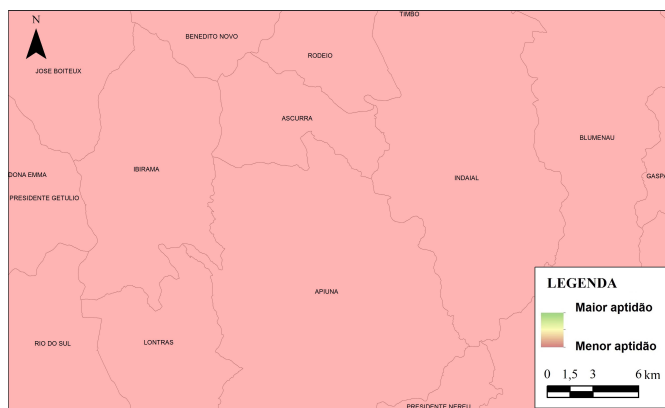 TIMBO
N
BENEDITO NOVO
RODEIO
JOSE BOITEUX
ASCURRA
BLUMENAU
IBIRAMA
DONA EMMA
INDAIAL
GASPA
PRESIDENTE GETULIO
LEGENDA
APIUNA
Maior aptidão
RIO DO SUL
LONTRAS
Menor aptidão
0 1,5 3 6 km
PRESIDENTE NEREU